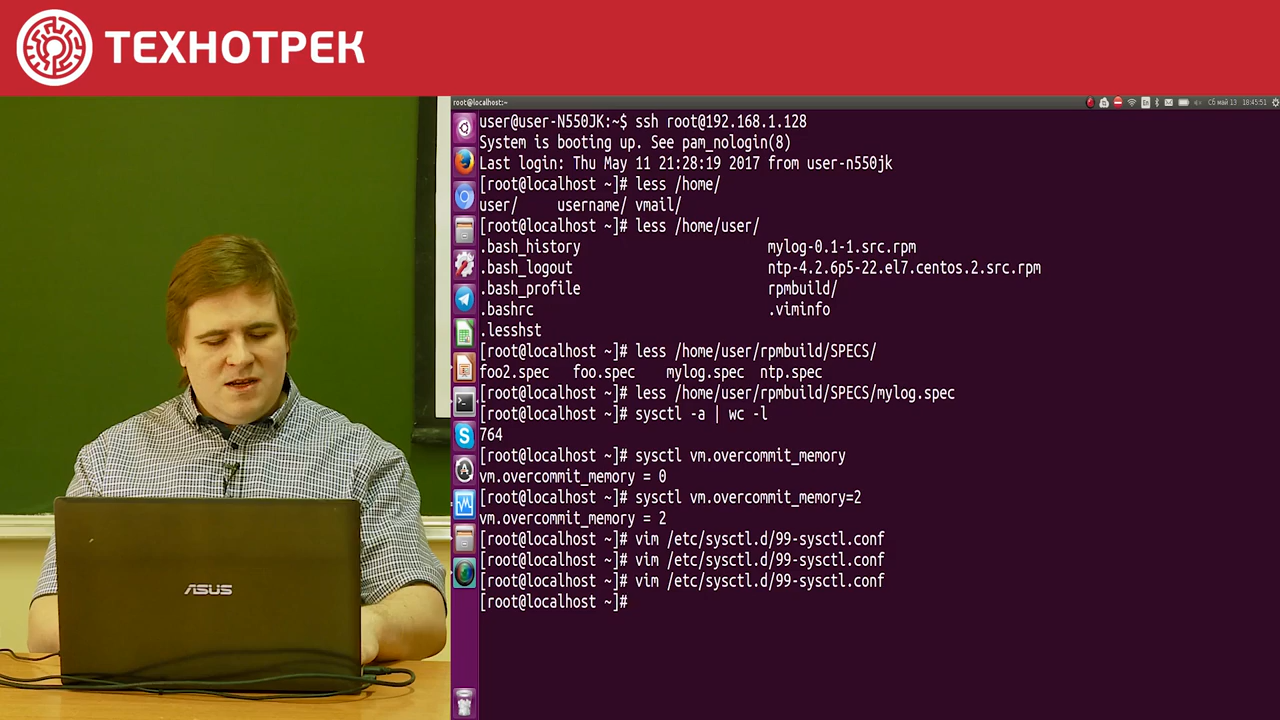 ТЕХНОТРЕК
root@localhost:~
En
Сб май 13 18:45:51
user@user-N550JK:~$ ssh root@192.168.1.128
System is booting up. See pam_nologin(8)
Last login: Thu May 11 21:28:19 2017 from user-n550jk
[root@localhost ~]# less /home/
user/ username/ vmail/
[root@localhost ~]# less /home/user/
.bash_history mylog-0.1-1.src.rpm
.bash_logout ntp-4.2.6p5-22.el7.centos.2.src.rpm
.bash_profile rpmbuild/
.bashrc .viminfo
.lesshst
[root@localhost ~]# less /home/user/rpmbuild/SPECS/
foo2.spec foo.spec mylog.spec ntp.spec
[root@localhost ~]# less /home/user/rpmbuild/SPECS/mylog.spec
[root@localhost ~]# sysctl -a | wc -l
764
[root@localhost ~]# sysctl vm.overcommit_memory
vm.overcommit_memory = 0
[root@localhost ~]# sysctl vm.overcommit_memory=2
vm.overcommit_memory = 2
[root@localhost ~]# vim /etc/sysctl.d/99-sysctl.conf
[root@localhost ~]# vim /etc/sysctl.d/99-sysctl.conf
[root@localhost ~]# vim /etc/sysctl.d/99-sysctl.conf
[root@localhost ~]#
ASUS